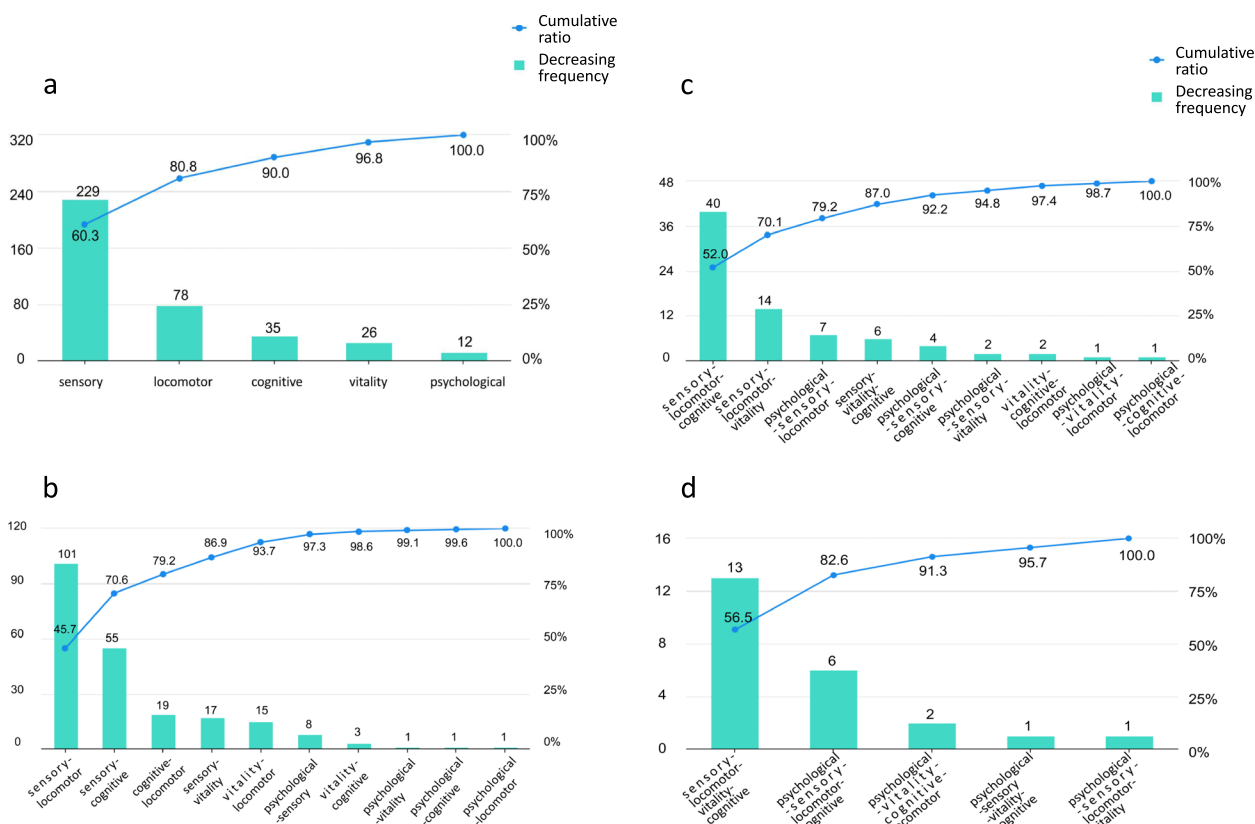 Cumulative
ratio
Decreasing
frequency
a
320
240
160
80
0
100%
75%
50%
25%
0%
229
78
35
26
12
60.3
80.8
90.0
96.8
100.0
sensory
locomotor
cognitive
vitality
psychological
Cumulative
ratio
Decreasing
frequency
c
48
36
24
12
0
100%
75%
50%
25%
0%
40
14
7
6
4
2
2
1
1
52.0
70.1
79.2
87.0
92.2
94.8
97.4
98.7
100.0
sensory-
locomotor-
cognitive
sensory-
locomotor-
vitality
psychological
-sensory-
locomotor
sensory-
vitality-
cognitive
psychological
-sensory-
cognitive
psychological
-sensory-
vitality
vitality-
cognitive-
locomotor
psychological
-vitality-
locomotor
psychological
-cognitive-
locomotor
b
120
90
60
30
0
100%
75%
50%
25%
0%
101
55
19
17
15
8
3
1
1
1
45.7
70.6
79.2
86.9
93.7
97.3
98.6
99.1
99.6
100.0
sensory-
locomotor
sensory-
cognitive
cognitive-
locomotor
sensory-
vitality
vitality-
locomotor
psychological
-sensory
vitality-
cognitive
psychological
-vitality
psychological
-cognitive
psychological
-locomotor
d
16
12
8
4
0
100%
75%
50%
25%
0%
13
6
2
1
1
56.5
82.6
91.3
95.7
100.0
sensory-
locomotor-
vitality-
cognitive
psychological
-sensory-
locomotor-
cognitive
psychological
-vitality-
cognitive-
locomotor
psychological
-sensory
-vitality-
cognitive
psychological
-sensory-
locomotor-
vitality